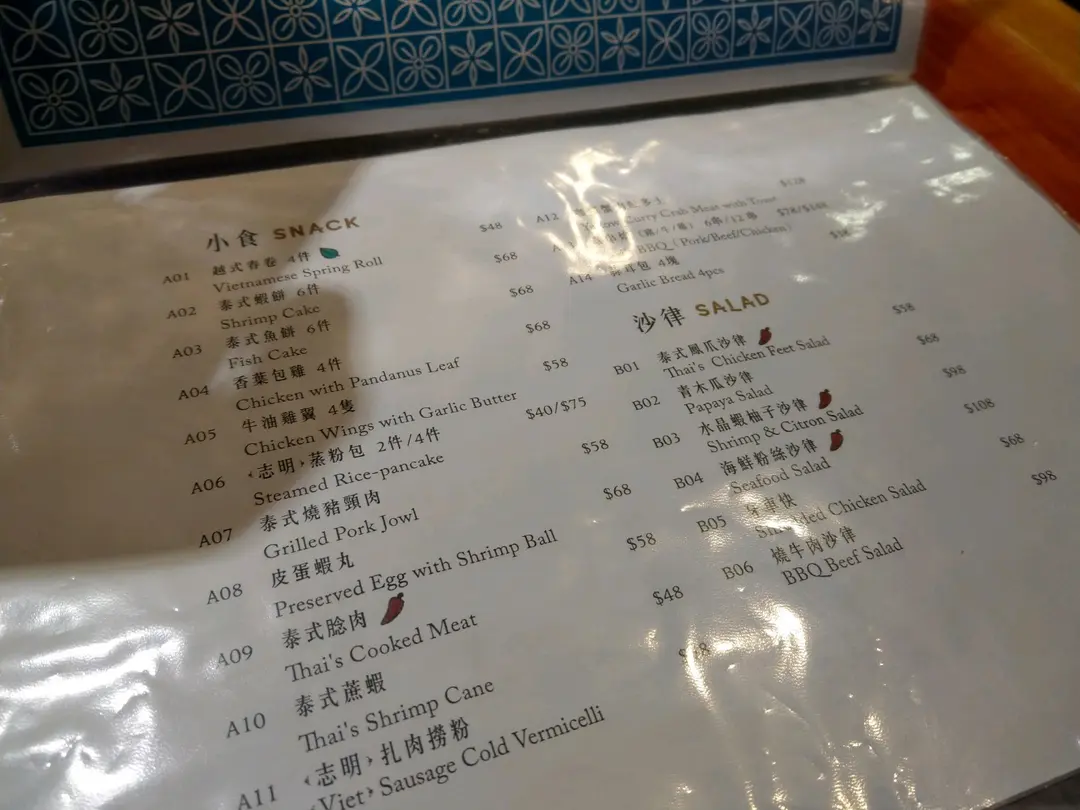 小食 SNACK
A01 越式春卷 4件 $48
Vietnamese Spring Roll
A02 泰式蝦餅 6件 $68
Shrimp Cake
A03 泰式魚餅 6件 $68
Fish Cake
A04 香葉包雞 4件 $68
Chicken with Pandanus Leaf
A05 牛油雞翼 4隻 $58
Chicken Wings with Garlic Butter
A06 ‹志明›蒸粉包 2件/4件 $40/$75
Steamed Rice-pancake
A07 泰式燒豬頸肉 $58
Grilled Pork Jowl
A08 皮蛋蝦丸 $68
Preserved Egg with Shrimp Ball
A09 泰式腍肉 $58
Thai's Cooked Meat
A10 泰式蔗蝦 $48
Thai's Shrimp Cane
A11 ‹志明›扎肉撈粉
‹Viet› Sausage Cold Vermicelli
A12 多士 $128
Curry Crab Meat with Toast
6串/12串
BBQ (Pork/Beef/Chicken)
A14 包 4塊
Garlic Bread 4pcs
沙律 SALAD
B01 泰式鳳爪沙律 $58
Thai's Chicken Feet Salad
B02 青木瓜沙律 $68
Papaya Salad
B03 水晶蝦柚子沙律 $98
Shrimp & Citron Salad
B04 海鮮粉絲沙律 $108
Seafood Salad
B05 $68
Chicken Salad
B06 燒牛肉沙律 $98
BBQ Beef Salad